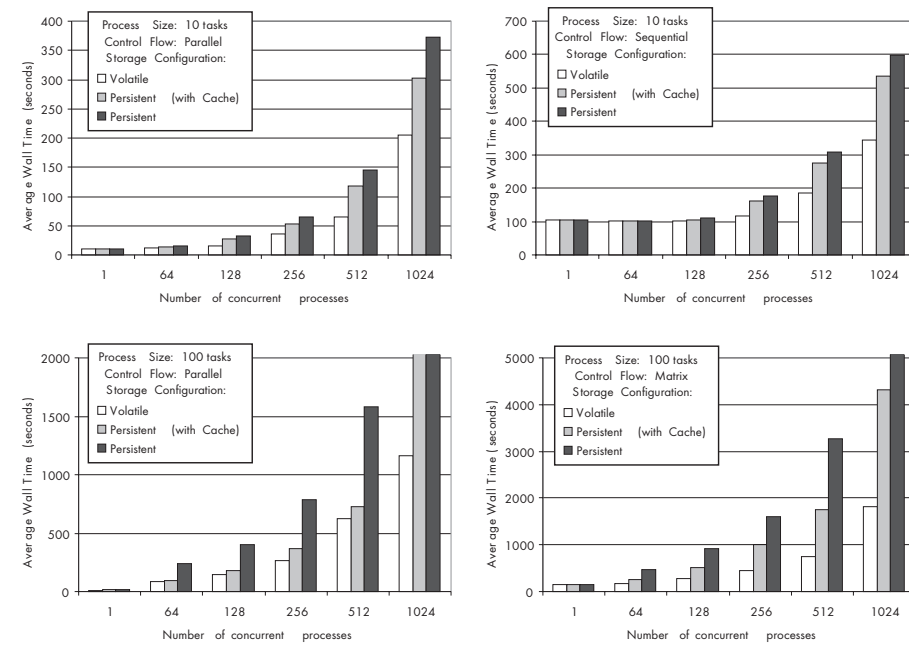 Process Size: 10 tasks
Control Flow: Parallel
Storage Configuration:
Volatile
Persistent (with Cache)
Persistent
Average Wall Time (seconds)
400
350
300
250
200
150
100
50
0
1 64 128 256 512 1024
Number of concurrent processes
Process Size: 10 tasks
Control Flow: Sequential
Storage Configuration:
Volatile
Persistent (with Cache)
Persistent
Average Wall Time (seconds)
700
600
500
400
300
200
100
0
1 64 128 256 512 1024
Number of concurrent processes
Process Size: 100 tasks
Control Flow: Parallel
Storage Configuration:
Volatile
Persistent (with Cache)
Persistent
Average Wall Time (seconds)
2000
1500
1000
500
0
1 64 128 256 512 1024
Number of concurrent processes
Process Size: 100 tasks
Control Flow: Matrix
Storage Configuration:
Volatile
Persistent (with Cache)
Persistent
Average Wall Time (seconds)
5000
4000
3000
2000
1000
0
1 64 128 256 512 1024
Number of concurrent processes